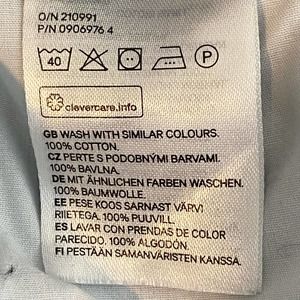 O/N 210991
P/N 0906976 4
40 P
clevercare.info
GB WASH WITH SIMILAR COLOURS.
100% COTTON.
CZ PERTE S PODOBNÝMI BARVAMI.
100% BAVLNA.
DE MIT ÄHNLICHEN FARBEN WASCHEN.
100% BAUMWOLLE.
EE PESE KOOS SARNAST VÄRVI
RIIETEGA. 100% PUUVILL.
ES LAVAR CON PRENDAS DE COLOR
PARECIDO. 100% ALGODÓN.
FI PESTÄÄN SAMANVÄRISTEN KANSSA.